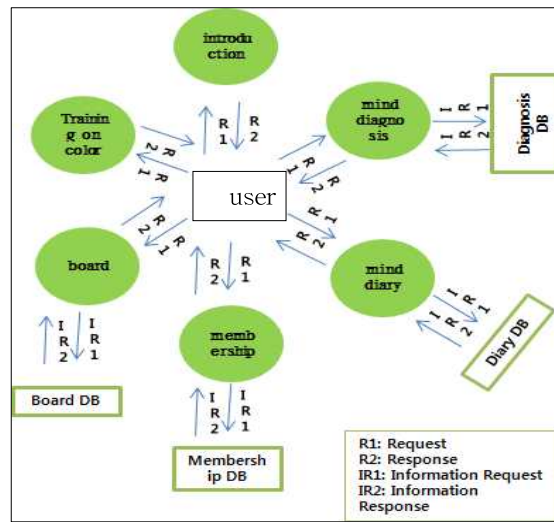 introdu
ction
Trainin
g on
color
R
1
R
2
mind
diagno
sis
I R 1
I R 2
Diagnosis
DB
R
2
R
1
R
1
R
2
user
R
1
R
2
board
R
2
R
1
R
2
R
1
mind
diary
I
R
2
I
R
1
memb
ership
I R 1
I R 2
Diary DB
Board DB
I
R
2
I
R
1
Membersh
ip DB
R1: Request
R2: Response
IR1: Information Request
IR2: Information
Response